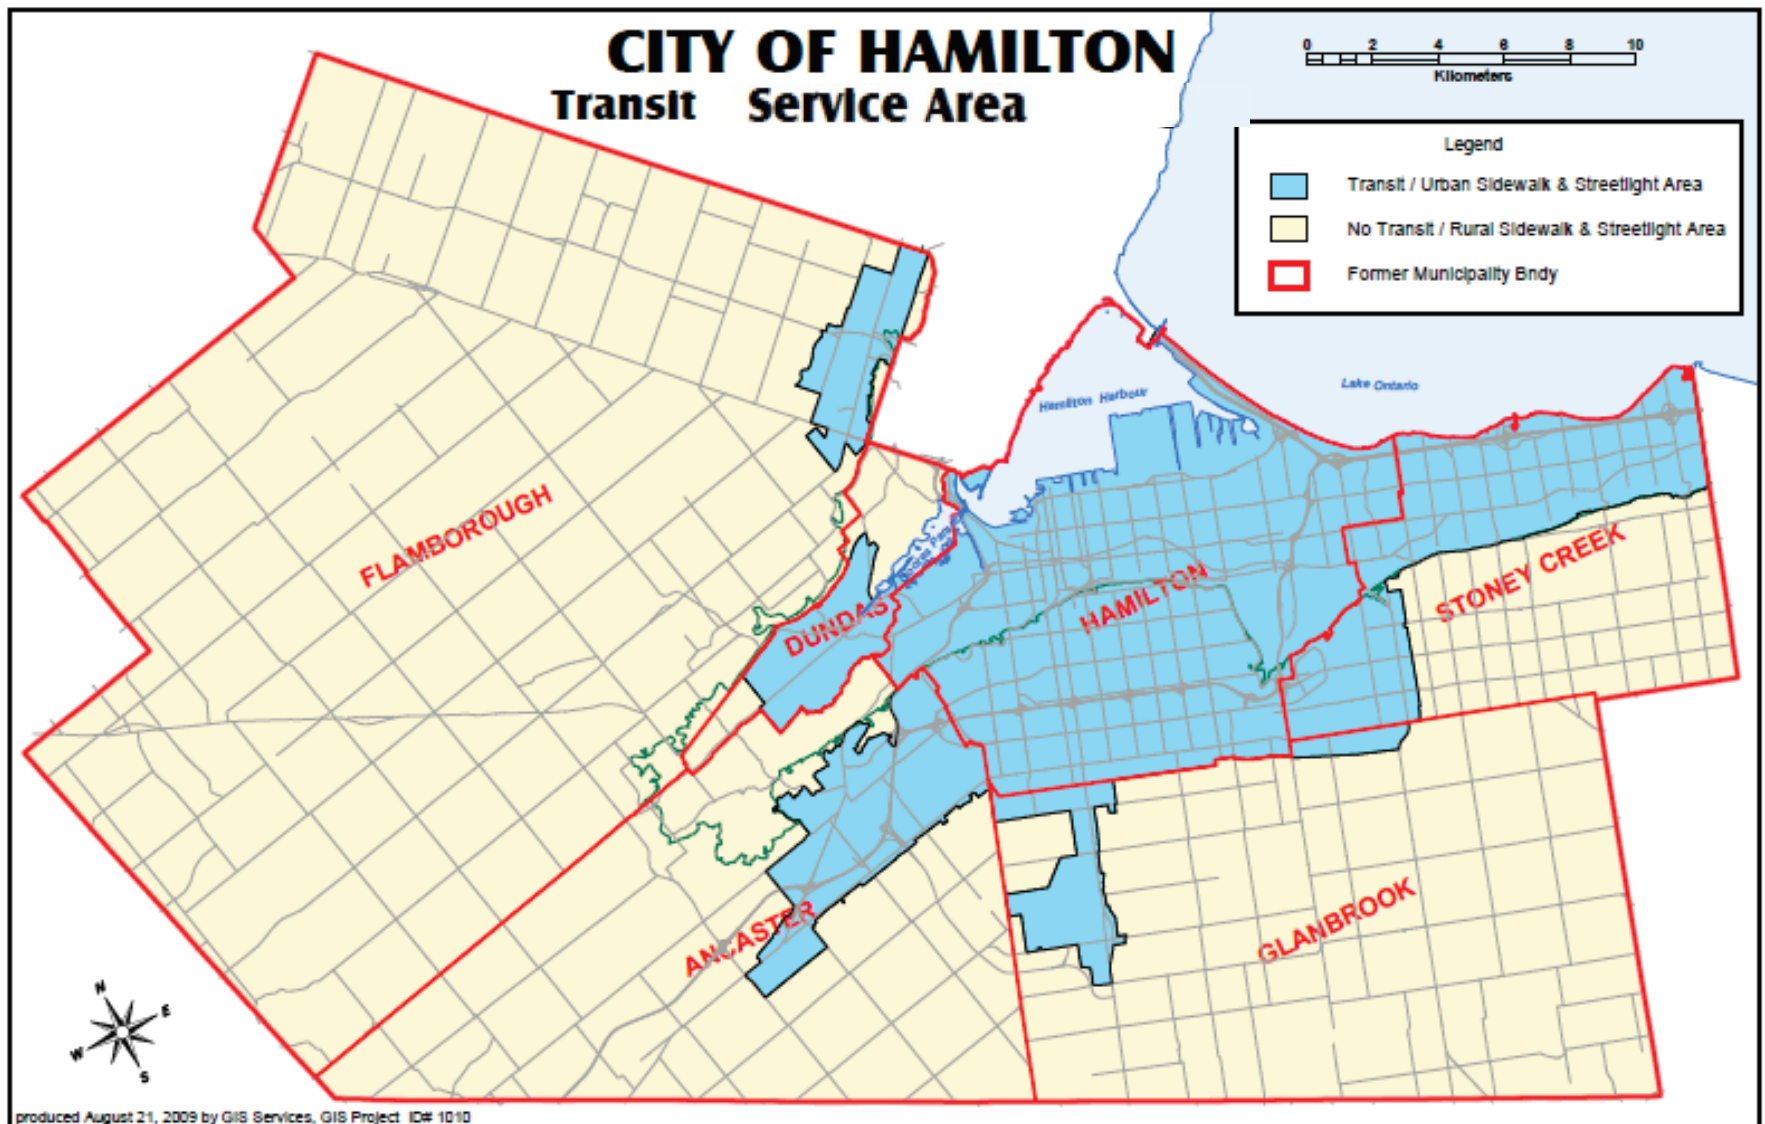 CITY OF HAMILTON
Transit Service Area
0 2 4 6 8 10
Kilometers
Legend
Transit / Urban Sidewalk & Streetlight Area
No Transit / Rural Sidewalk & Streetlight Area
Former Municipality Bndy
Lake Ontario
Hamilton Harbour
FLAMBOROUGH
DUNDAS
HAMILTON
STONEY CREEK
ANCASTER
GLANBROOK
N
E
W
S
produced August 21, 2009 by GIS Services, GIS Project ID# 1010